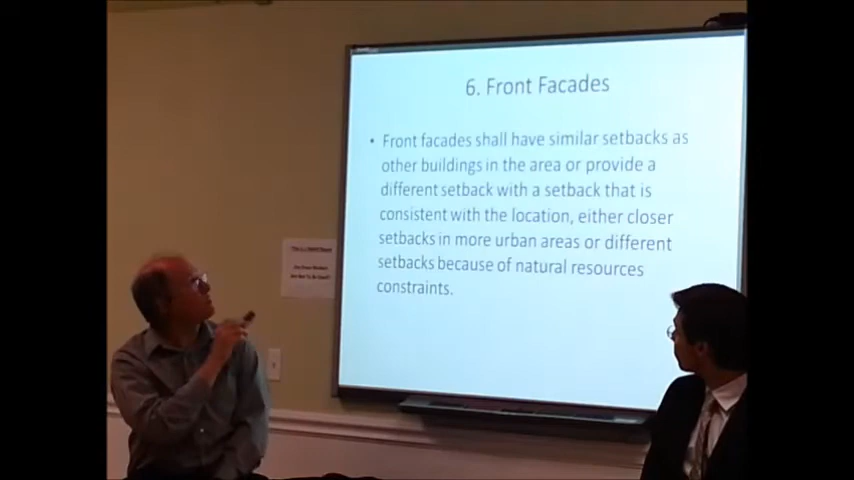 6. Front Facades
• Front facades shall have similar setbacks as
other buildings in the area or provide a
different setback with a setback that is
consistent with the location, either closer
setbacks in more urban areas or different
setbacks because of natural resources
constraints.